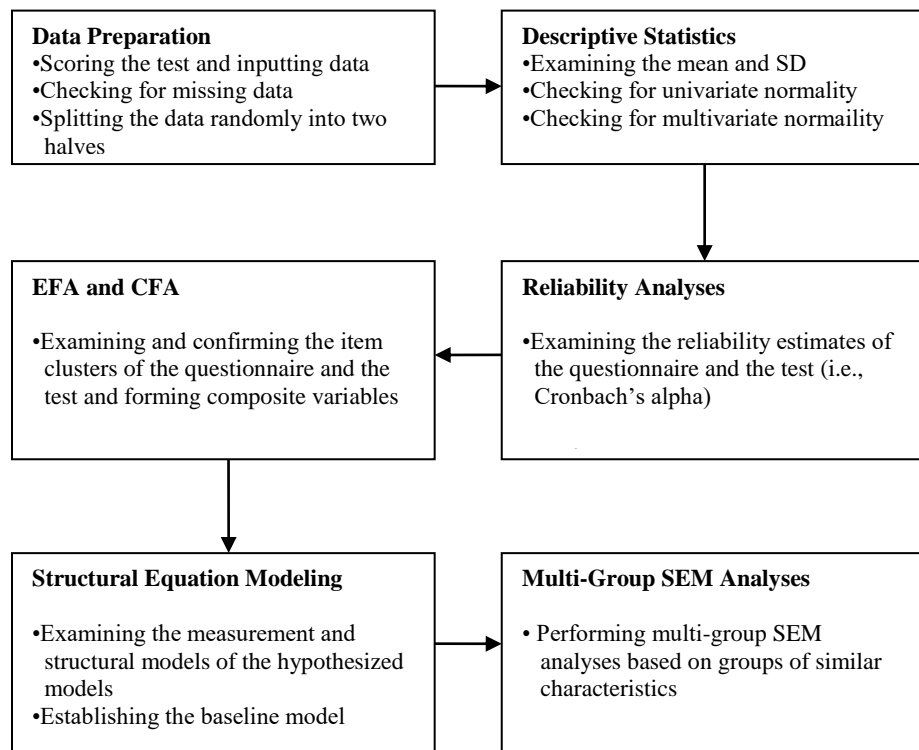 Data Preparation
•Scoring the test and inputting data
•Checking for missing data
•Splitting the data randomly into two
halves
Descriptive Statistics
•Examining the mean and SD
•Checking for univariate normality
•Checking for multivariate normaility
EFA and CFA
•Examining and confirming the item
clusters of the questionnaire and the
test and forming composite variables
Reliability Analyses
•Examining the reliability estimates of
the questionnaire and the test (i.e.,
Cronbach’s alpha)
Structural Equation Modeling
•Examining the measurement and
structural models of the hypothesized
models
•Establishing the baseline model
Multi-Group SEM Analyses
• Performing multi-group SEM
analyses based on groups of similar
characteristics